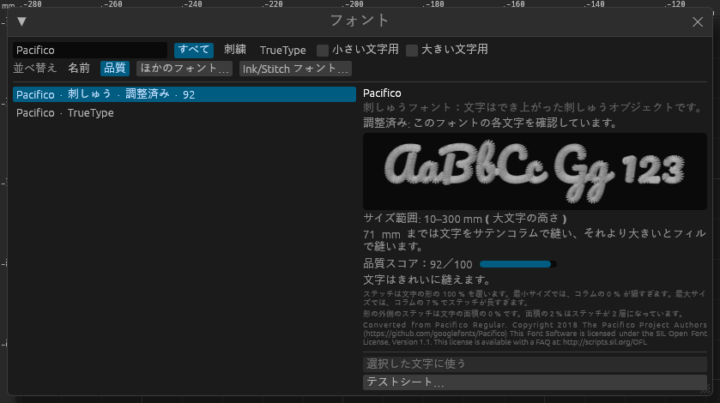 mm -280 -260 -240 -220 -200 -180 -160 -140 -120
▼ フォント ×
Pacifico すべて 刺繍 TrueType 小さい文字用 大きい文字用
並べ替え 名前 品質 ほかのフォント... Ink/Stitch フォント...
Pacifico · 刺しゅう · 調整済み · 92
Pacifico · TrueType
Pacifico
刺しゅうフォント：文字はでき上がった刺しゅうオブジェクトです。
調整済み: このフォントの各文字を確認しています。
AaBbCc Gg 123
サイズ範囲: 10–300 mm ( 大文字の高さ )
71 mm までは文字をサテンコラムで縫い、それより大きいとフィル
で縫います。
品質スコア：92／100
文字はきれいに縫えます。
ステッチは文字の形の 100 % を覆います。最小サイズでは、コラムの 0 % が細すぎます。最大サイ
ズでは、コラムの 7 % でステッチが長すぎます。
形の外側のステッチは文字の面積の 0 % です。面積の 2 % はステッチが 2 層になっています。
Converted from Pacifico Regular. Copyright 2018 The Pacifico Project Authors
(https://github.com/googlefonts/Pacifico) This Font Software is licensed under the SIL Open Font
License, Version 1.1. This license is available with a FAQ at: http://scripts.sil.org/OFL
選択した文字に使う
テストシート...